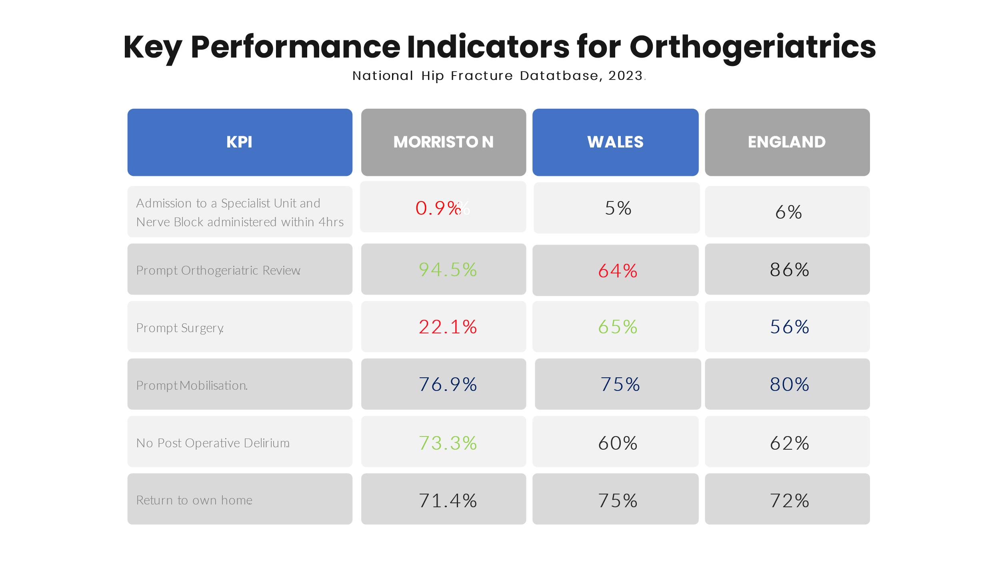 Key Performance Indicators for Orthogeriatrics
National Hip Fracture Datatbase, 2023.
KPI MORRISTO N WALES ENGLAND
Admission to a Specialist Unit and
Nerve Block administered within 4hrs
0.9%% 5% 6%
Prompt Orthogeriatric Review. 94.5% 64% 86%
Prompt Surgery. 22.1% 65% 56%
Prompt Mobilisation. 76.9% 75% 80%
No Post Operative Delirium. 73.3% 60% 62%
Return to own home. 71.4% 75% 72%